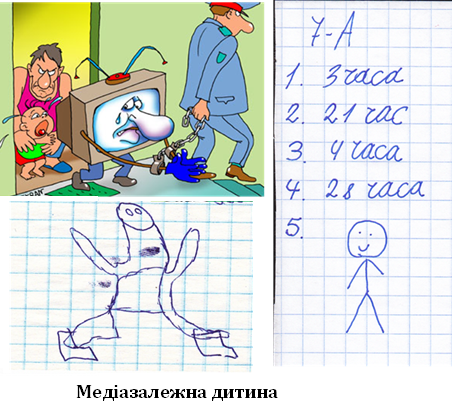 7-А
1. 3 часа
2. 21 час
3. 4 часа
4. 28 часа
5.
Медіазалежна дитина